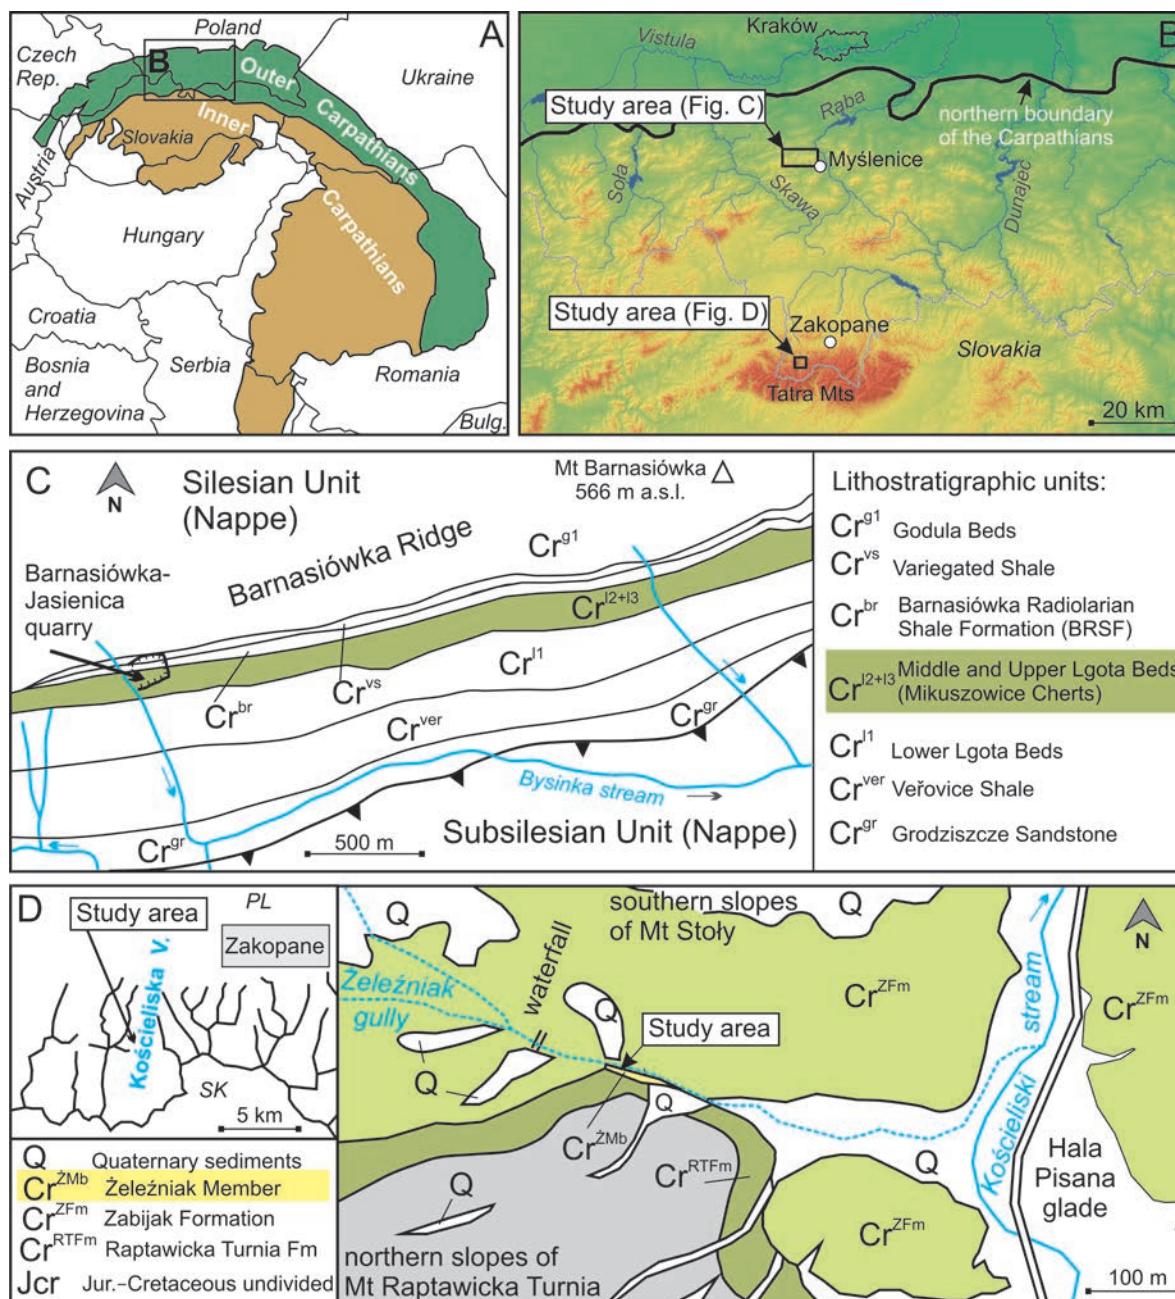 A
Poland
Czech
Rep.
B
Outer
Ukraine
Carpathians
Inner
Slovakia
Austria
Carpathians
Hungary
Croatia
Bosnia
and
Herzegovina
Serbia
Romania
Bulg.
B
Kraków
Vistula
Study area (Fig. C)
Rąba
northern boundary
of the Carpathians
Myślenice
Soła
Skawa
Dunajec
Study area (Fig. D)
Zakopane
Slovakia
Tatra Mts
20 km
C
N
Silesian Unit
(Nappe)
Mt Barnasiówka
566 m a.s.l.
Barnasiówka Ridge
Cr^g1
Barnasiówka-
Jasienica
quarry
Cr^l2+l3
Cr^l1
Cr^vs
Cr^br
Cr^ver
Cr^gr
Bysinka stream
Cr^gr
500 m
Subsilesian Unit (Nappe)
Lithostratigraphic units:
Cr^g1 Godula Beds
Cr^vs Variegated Shale
Cr^br Barnasiówka Radiolarian
Shale Formation (BRSF)
Cr^l2+l3 Middle and Upper Lgota Beds
(Mikuszowice Cherts)
Cr^l1 Lower Lgota Beds
Cr^ver Veřovice Shale
Cr^gr Grodziszcze Sandstone
D
PL
Study area
Zakopane
Kościeliska V.
SK
5 km
Q Quaternary sediments
Cr^ŻMb Żeleźniak Member
Cr^ZFm Zabijak Formation
Cr^RTFm Raptawicka Turnia Fm
Jcr Jur.–Cretaceous undivided
Q
southern slopes
of Mt Stoły
Q
N
Żeleźniak
gully
waterfall
Cr^ZFm
Cr^ZFm
Q
Study area
Q
Q
Cr^ŻMb
Cr^RTFm
Q
Kościeliski stream
Hala
Pisana
glade
Q
Cr^ZFm
northern slopes of
Mt Raptawicka Turnia
100 m